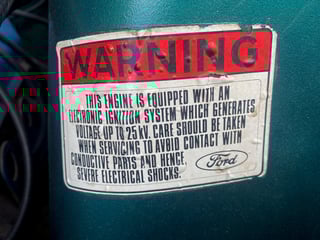 WARNING
THIS ENGINE IS EQUIPPED WITH AN
ELECTRONIC IGNITION SYSTEM WHICH GENERATES
VOLTAGE UP TO 25 kV. CARE SHOULD BE TAKEN
WHEN SERVICING TO AVOID CONTACT WITH
CONDUCTIVE PARTS AND HENCE
SEVERE ELECTRICAL SHOCKS.
Ford